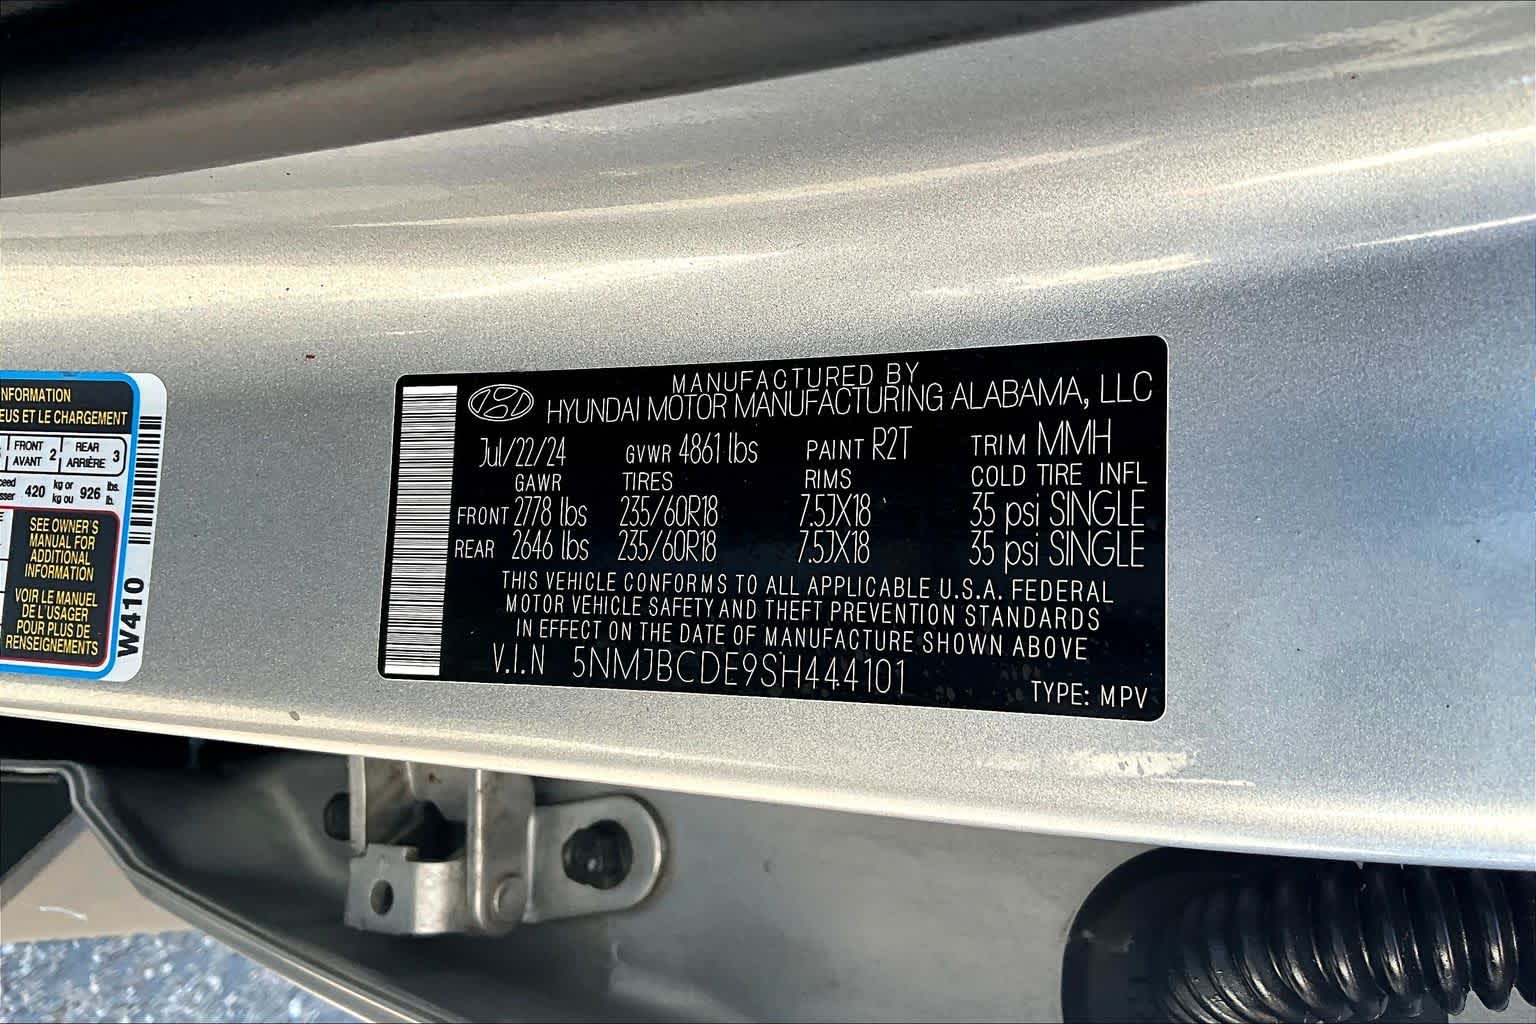 NFORMATION
EUS ET LE CHARGEMENT
FRONT
AVANT 2
REAR
ARRIÈRE 3
420 kg or
kg ou 926 lbs.
lb.
SEE OWNER'S
MANUAL FOR
ADDITIONAL
INFORMATION
VOIR LE MANUEL
DE L'USAGER
POUR PLUS DE
RENSEIGNEMENTS
W410
MANUFACTURED BY
HYUNDAI MOTOR MANUFACTURING ALABAMA, LLC
Jul/22/24 GVWR 4861 lbs PAINT R2T TRIM MMH
GAWR TIRES RIMS COLD TIRE INFL
FRONT 2778 lbs 235/60R18 7.5JX18 35 psi SINGLE
REAR 2646 lbs 235/60R18 7.5JX18 35 psi SINGLE
THIS VEHICLE CONFORMS TO ALL APPLICABLE U.S.A. FEDERAL
MOTOR VEHICLE SAFETY AND THEFT PREVENTION STANDARDS
IN EFFECT ON THE DATE OF MANUFACTURE SHOWN ABOVE
V.I.N 5NMJBCDE9SH444101
TYPE: MPV